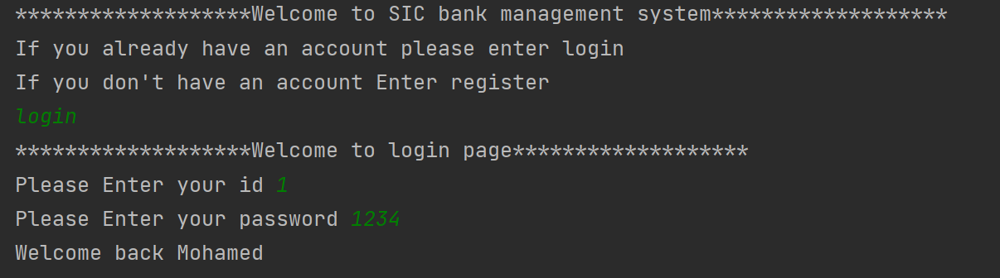 *******************Welcome to SIC bank management system*******************
If you already have an account please enter login
If you don't have an account Enter register
login
*******************Welcome to login page*******************
Please Enter your id 1
Please Enter your password 1234
Welcome back Mohamed